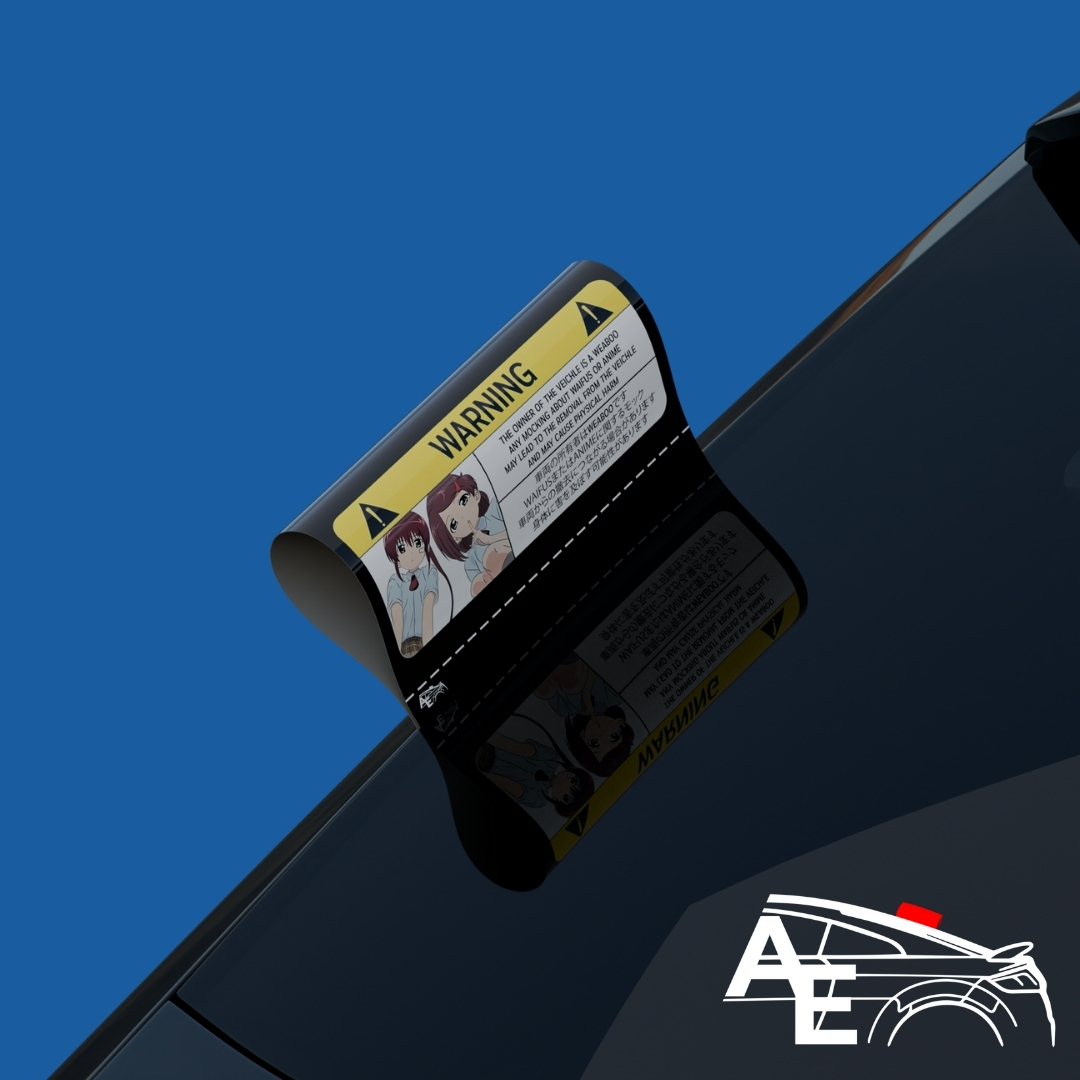 WARNING
THE OWNER OF THE VEICHLE IS A WEABOO
ANY MOCKING ABOUT WAIFUS OR ANIME
MAY LEAD TO THE REMOVAL FROM THE VEICHLE
AND MAY CAUSE PHYSICAL HARM
車両の所有者はWEABOOです
WAIFUSまたはANIMEに関するモック
車両からの撤去につながる場合があります
身体に害を及ぼす可能性があります
AE
AE